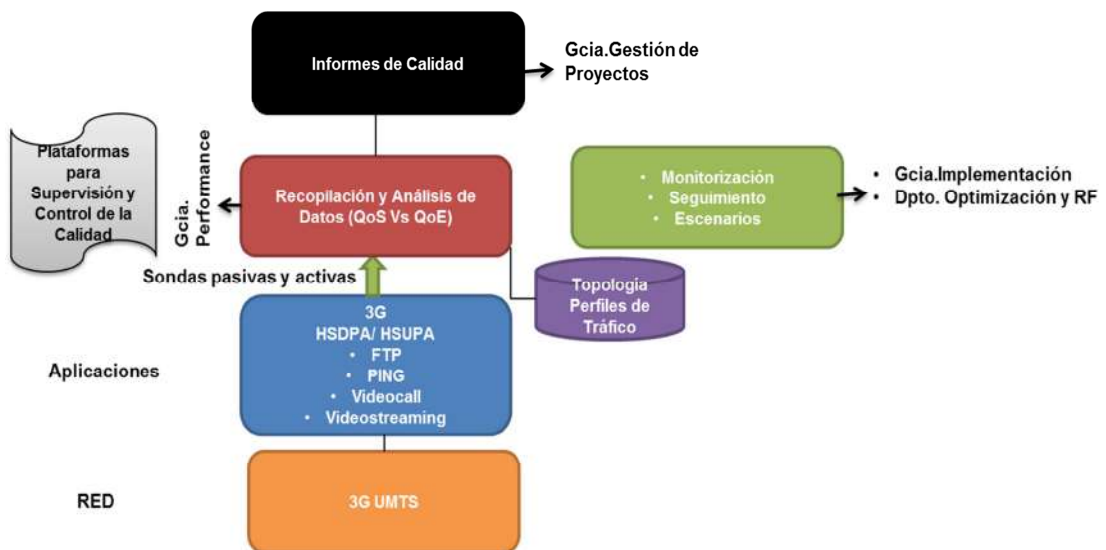 Informes de Calidad
Gcia.Gestión de
Proyectos
Plataformas
para
Supervisión y
Control de la
Calidad
Gcia.
Performance
Recopilación y Análisis de
Datos (QoS Vs QoE)
• Monitorización
• Seguimiento
• Escenarios
• Gcia.Implementación
• Dpto. Optimización y RF
Sondas pasivas y activas
Topología
Perfiles de
Tráfico
Aplicaciones
3G
HSDPA/ HSUPA
• FTP
• PING
• Videocall
• Videostreaming
RED
3G UMTS